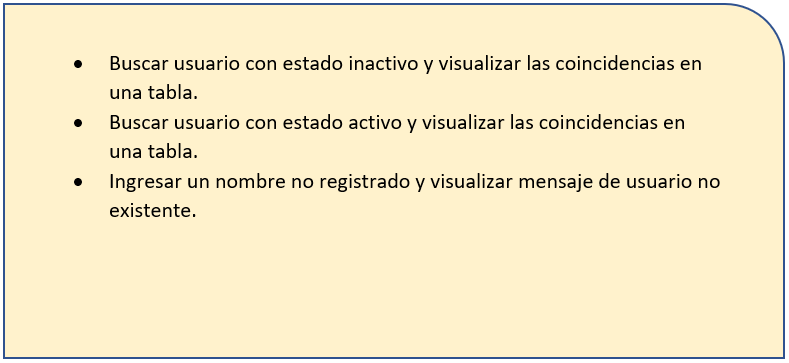 • Buscar usuario con estado inactivo y visualizar las coincidencias en
una tabla.
• Buscar usuario con estado activo y visualizar las coincidencias en
una tabla.
• Ingresar un nombre no registrado y visualizar mensaje de usuario no
existente.